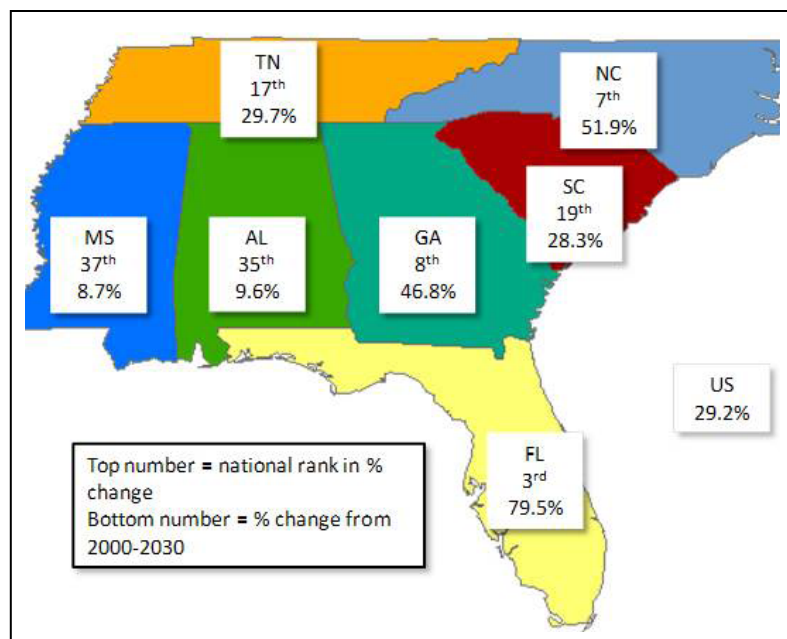 TN
17th
29.7%
NC
7th
51.9%
SC
19th
28.3%
MS
37th
8.7%
AL
35th
9.6%
GA
8th
46.8%
US
29.2%
FL
3rd
79.5%
Top number = national rank in %
change
Bottom number = % change from
2000-2030